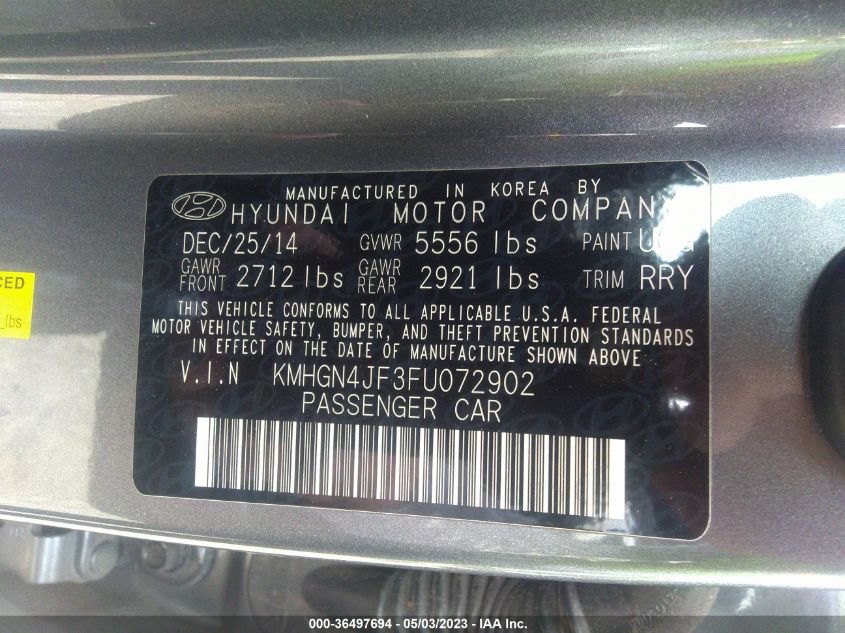 MANUFACTURED IN KOREA BY
HYUNDAI MOTOR COMPANY
DEC/25/14 GVWR 5556 lbs PAINT
GAWR FRONT 2712 lbs GAWR REAR 2921 lbs TRIM RRY
THIS VEHICLE CONFORMS TO ALL APPLICABLE U.S.A. FEDERAL
MOTOR VEHICLE SAFETY, BUMPER, AND THEFT PREVENTION STANDARDS
IN EFFECT ON THE DATE OF MANUFACTURE SHOWN ABOVE
V.I.N KMHGN4JF3FU072902
PASSENGER CAR
CED
lbs
000-36497694 - 05/03/2023 - IAA Inc.